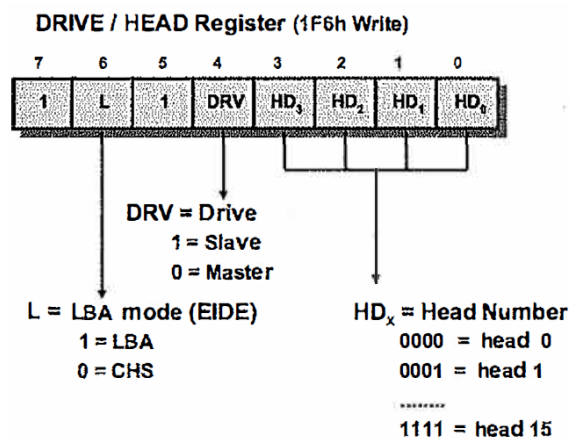 DRIVE / HEAD Register (1F6h Write)
7 6 5 4 3 2 1 0
1 L 1 DRV HD3 HD2 HD1 HD0
DRV = Drive
1 = Slave
0 = Master
L = LBA mode (EIDE)
1 = LBA
0 = CHS
HDx = Head Number
0000 = head 0
0001 = head 1
........
1111 = head 15